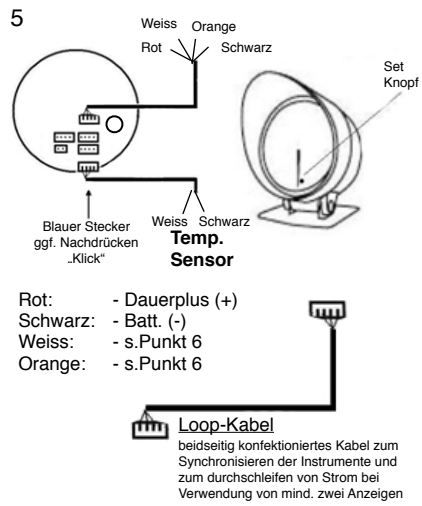 5
Weiss Orange
Rot Schwarz
Set
Knopf
Blauer Stecker
ggf. Nachdrücken
„Klick“
Weiss Schwarz
Temp.
Sensor
Rot: - Dauerplus (+)
Schwarz: - Batt. (-)
Weiss: - s.Punkt 6
Orange: - s.Punkt 6
Loop-Kabel
beidseitig konfektioniertes Kabel zum
Synchronisieren der Instrumente und
zum durchschleifen von Strom bei
Verwendung von mind. zwei Anzeigen